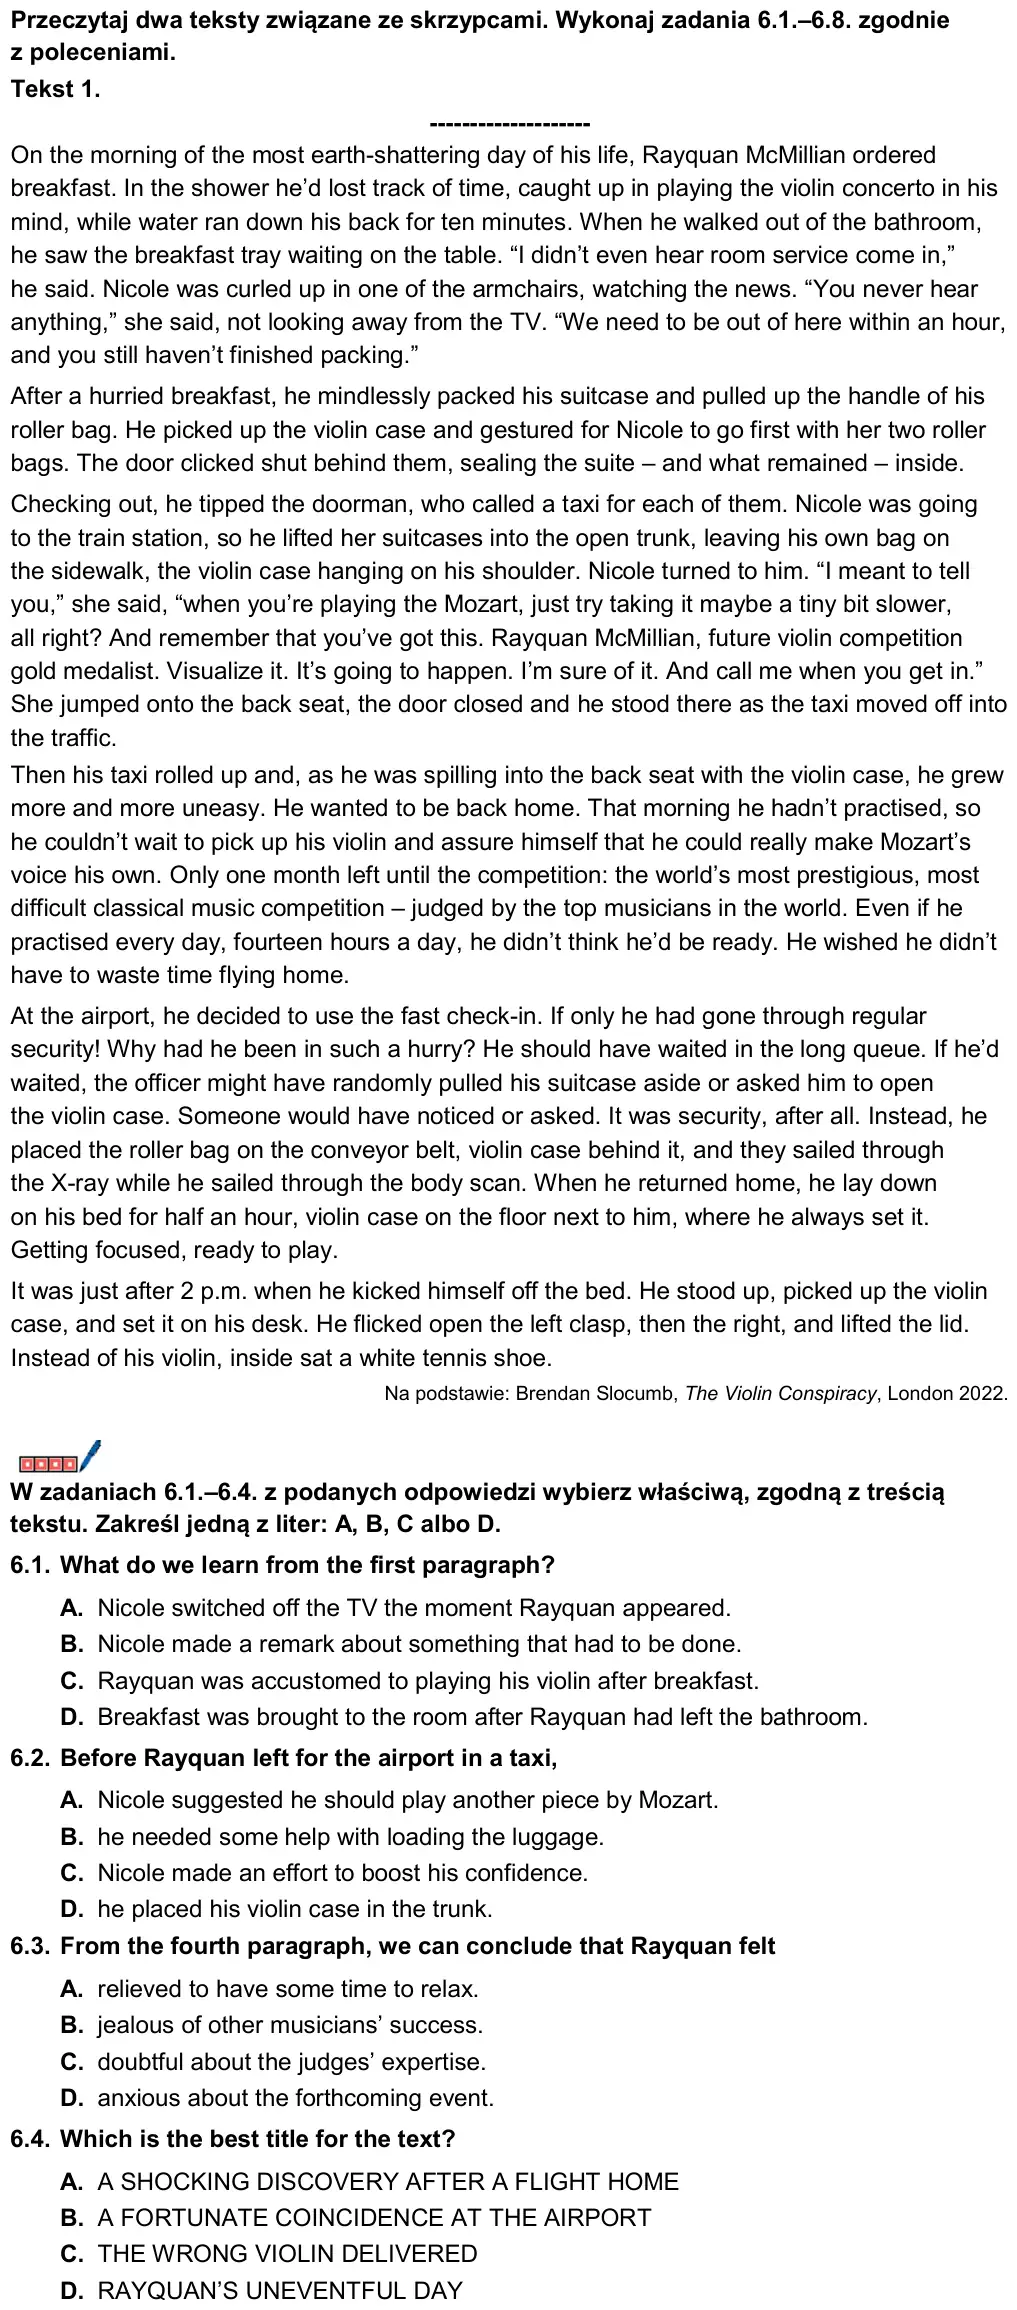 Przeczytaj dwa teksty związane ze skrzypcami. Wykonaj zadania 6.1.–6.8. zgodnie
z poleceniami.
Tekst 1.
--------------------
On the morning of the most earth-shattering day of his life, Rayquan McMillian ordered
breakfast. In the shower he’d lost track of time, caught up in playing the violin concerto in his
mind, while water ran down his back for ten minutes. When he walked out of the bathroom,
he saw the breakfast tray waiting on the table. “I didn’t even hear room service come in,”
he said. Nicole was curled up in one of the armchairs, watching the news. “You never hear
anything,” she said, not looking away from the TV. “We need to be out of here within an hour,
and you still haven’t finished packing.”
After a hurried breakfast, he mindlessly packed his suitcase and pulled up the handle of his
roller bag. He picked up the violin case and gestured for Nicole to go first with her two roller
bags. The door clicked shut behind them, sealing the suite – and what remained – inside.
Checking out, he tipped the doorman, who called a taxi for each of them. Nicole was going
to the train station, so he lifted her suitcases into the open trunk, leaving his own bag on
the sidewalk, the violin case hanging on his shoulder. Nicole turned to him. “I meant to tell
you,” she said, “when you’re playing the Mozart, just try taking it maybe a tiny bit slower,
all right? And remember that you’ve got this. Rayquan McMillian, future violin competition
gold medalist. Visualize it. It’s going to happen. I’m sure of it. And call me when you get in.”
She jumped onto the back seat, the door closed and he stood there as the taxi moved off into
the traffic.
Then his taxi rolled up and, as he was spilling into the back seat with the violin case, he grew
more and more uneasy. He wanted to be back home. That morning he hadn’t practised, so
he couldn’t wait to pick up his violin and assure himself that he could really make Mozart’s
voice his own. Only one month left until the competition: the world’s most prestigious, most
difficult classical music competition – judged by the top musicians in the world. Even if he
practised every day, fourteen hours a day, he didn’t think he’d be ready. He wished he didn’t
have to waste time flying home.
At the airport, he decided to use the fast check-in. If only he had gone through regular
security! Why had he been in such a hurry? He should have waited in the long queue. If he’d
waited, the officer might have randomly pulled his suitcase aside or asked him to open
the violin case. Someone would have noticed or asked. It was security, after all. Instead, he
placed the roller bag on the conveyor belt, violin case behind it, and they sailed through
the X-ray while he sailed through the body scan. When he returned home, he lay down
on his bed for half an hour, violin case on the floor next to him, where he always set it.
Getting focused, ready to play.
It was just after 2 p.m. when he kicked himself off the bed. He stood up, picked up the violin
case, and set it on his desk. He flicked open the left clasp, then the right, and lifted the lid.
Instead of his violin, inside sat a white tennis shoe.
Na podstawie: Brendan Slocumb, The Violin Conspiracy, London 2022.
W zadaniach 6.1.–6.4. z podanych odpowiedzi wybierz właściwą, zgodną z treścią
tekstu. Zakreśl jedną z liter: A, B, C albo D.
6.1. What do we learn from the first paragraph?
A. Nicole switched off the TV the moment Rayquan appeared.
B. Nicole made a remark about something that had to be done.
C. Rayquan was accustomed to playing his violin after breakfast.
D. Breakfast was brought to the room after Rayquan had left the bathroom.
6.2. Before Rayquan left for the airport in a taxi,
A. Nicole suggested he should play another piece by Mozart.
B. he needed some help with loading the luggage.
C. Nicole made an effort to boost his confidence.
D. he placed his violin case in the trunk.
6.3. From the fourth paragraph, we can conclude that Rayquan felt
A. relieved to have some time to relax.
B. jealous of other musicians’ success.
C. doubtful about the judges’ expertise.
D. anxious about the forthcoming event.
6.4. Which is the best title for the text?
A. A SHOCKING DISCOVERY AFTER A FLIGHT HOME
B. A FORTUNATE COINCIDENCE AT THE AIRPORT
C. THE WRONG VIOLIN DELIVERED
D. RAYQUAN’S UNEVENTFUL DAY